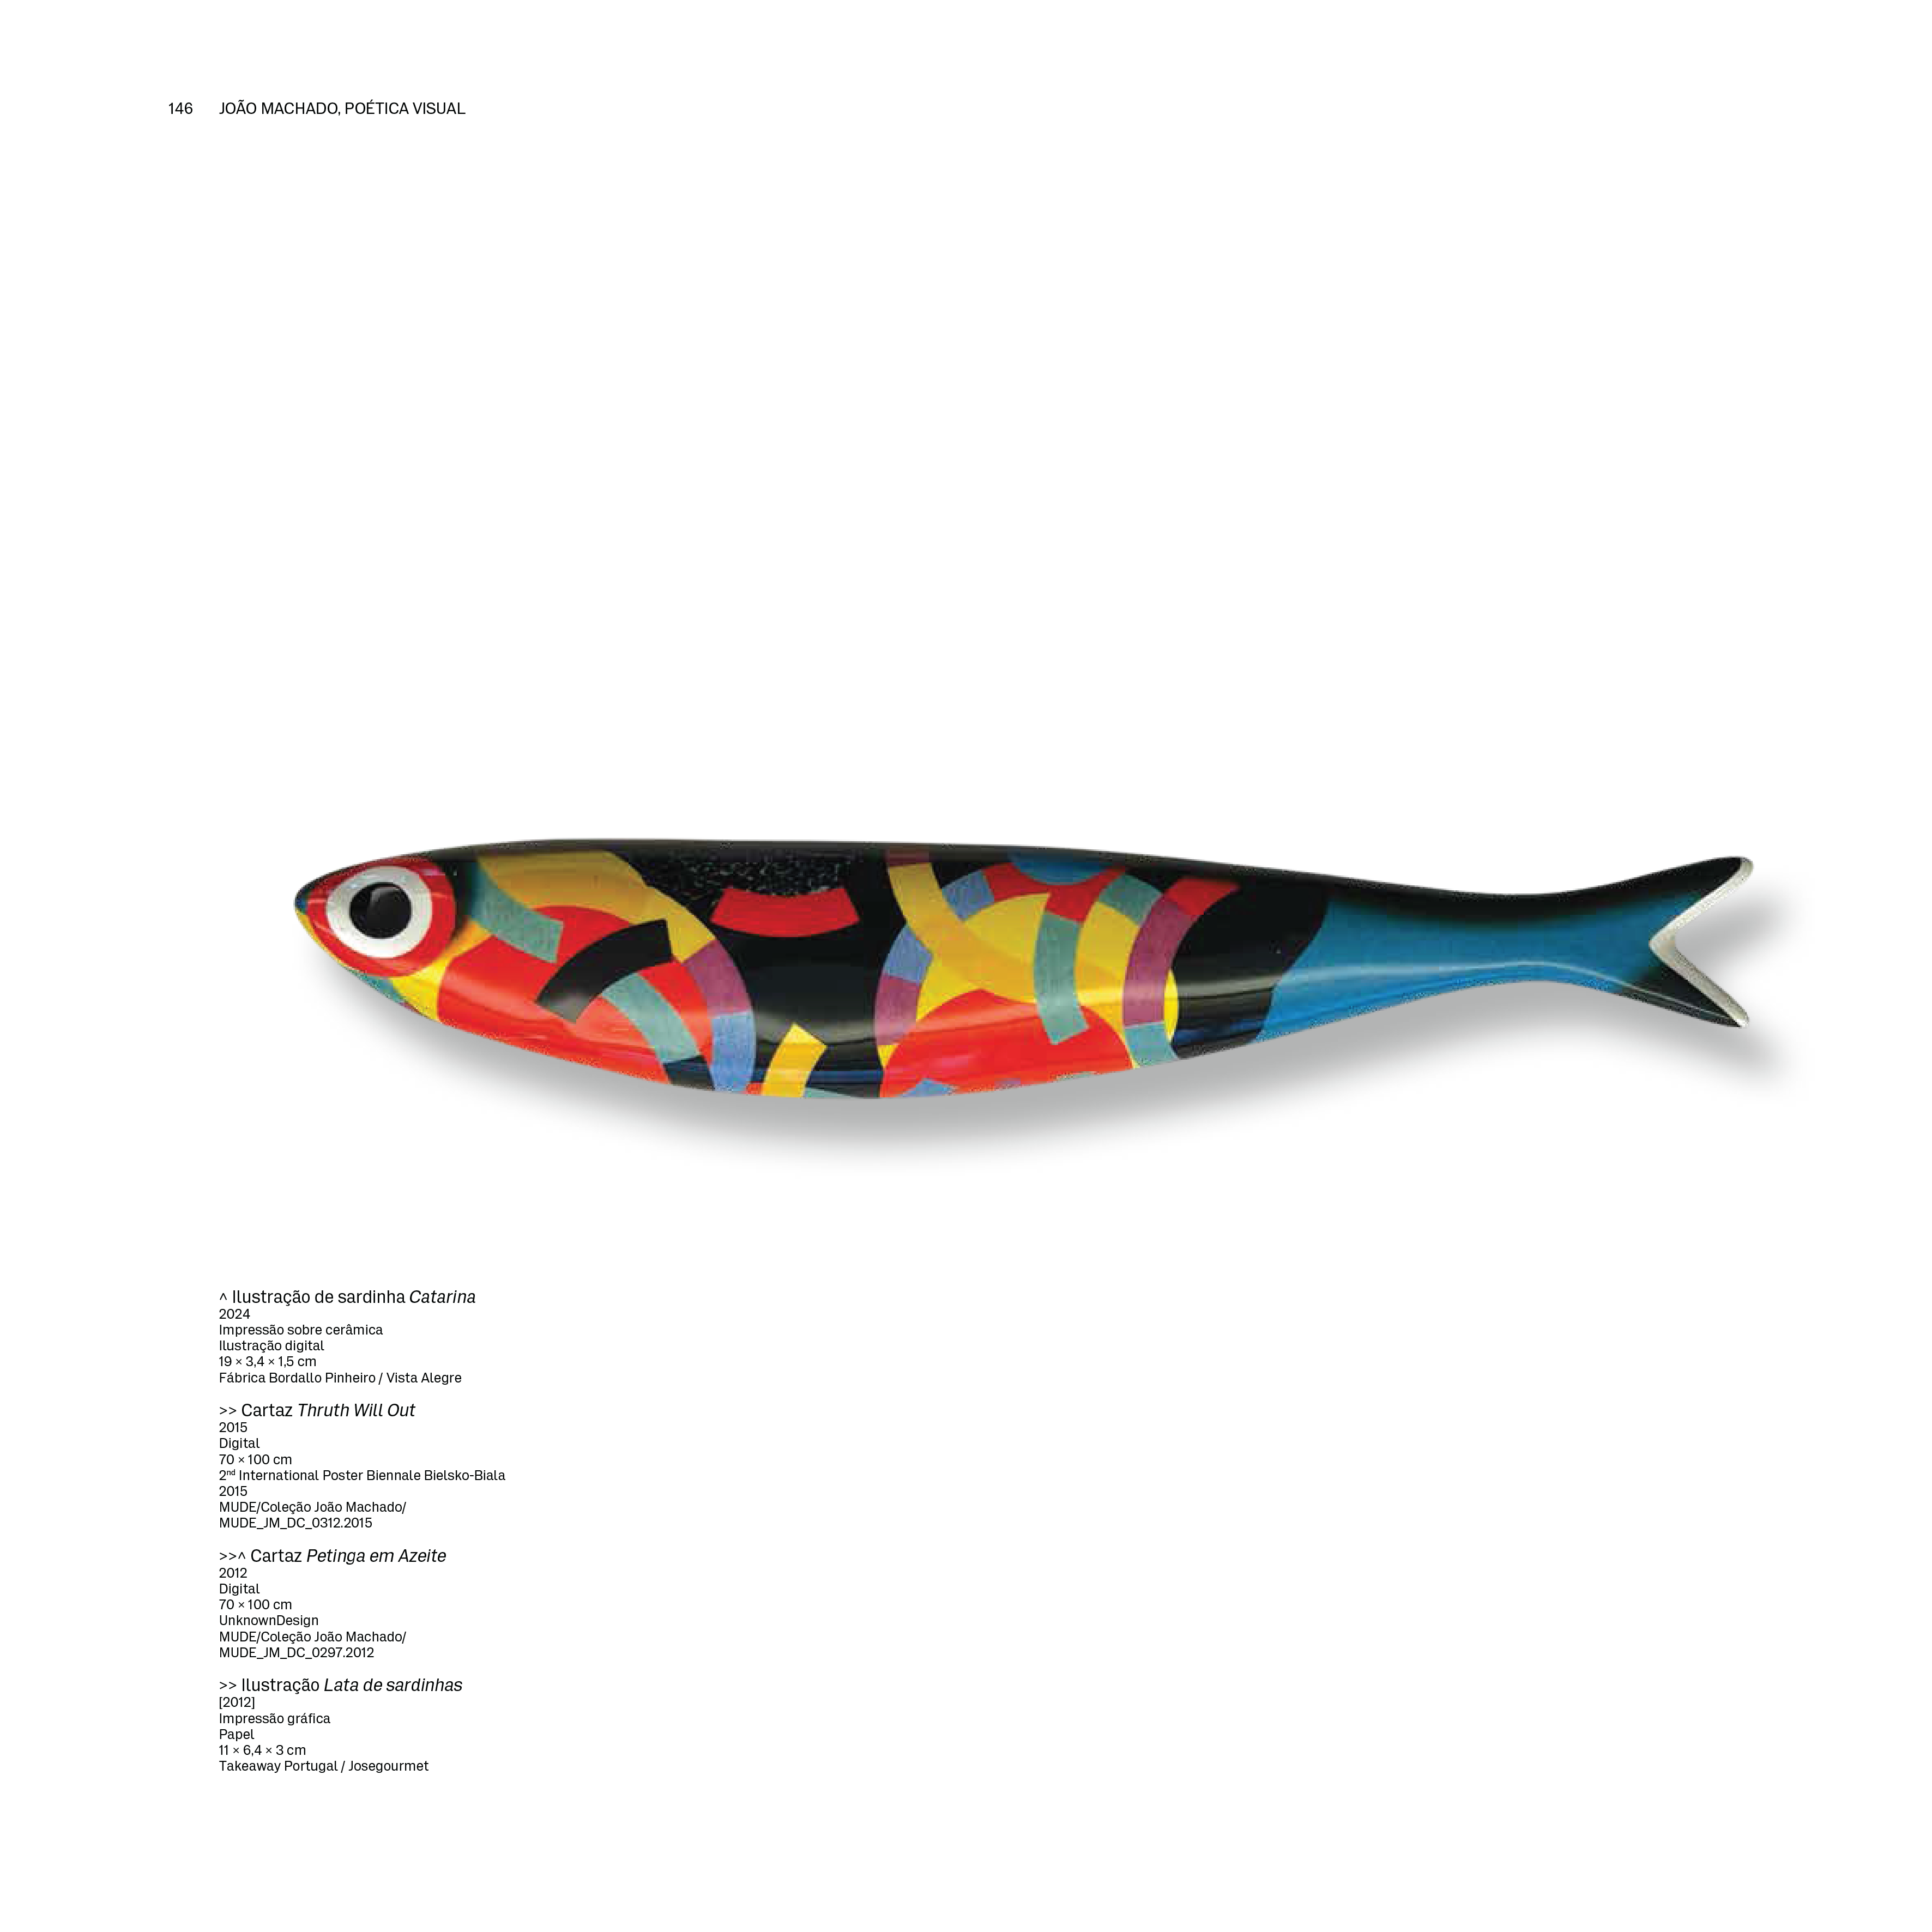 146 JOÃO MACHADO, POÉTICA VISUAL
^ Ilustração de sardinha Catarina
2024
Impressão sobre cerâmica
Ilustração digital
19 × 3,4 × 1,5 cm
Fábrica Bordallo Pinheiro / Vista Alegre
>> Cartaz Thruth Will Out
2015
Digital
70 × 100 cm
2nd International Poster Biennale Bielsko-Biala
2015
MUDE/Coleção João Machado/
MUDE_JM_DC_0312.2015
>>^ Cartaz Petinga em Azeite
2012
Digital
70 × 100 cm
UnknownDesign
MUDE/Coleção João Machado/
MUDE_JM_DC_0297.2012
>> Ilustração Lata de sardinhas
[2012]
Impressão gráfica
Papel
11 × 6,4 × 3 cm
Takeaway Portugal / Josegourmet